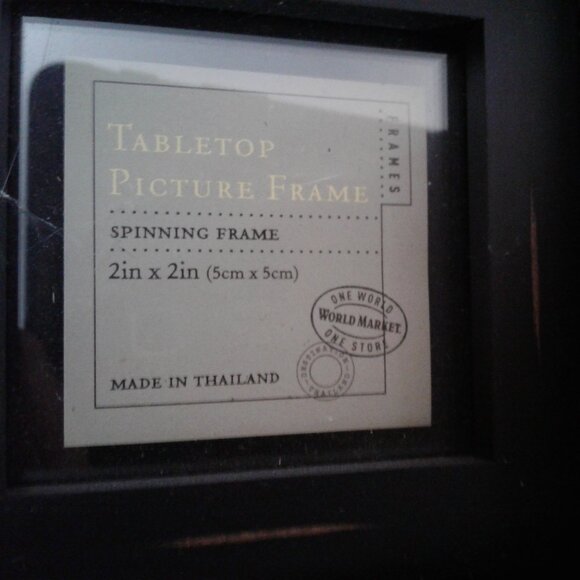 TABLETOP
PICTURE FRAME
FRAMES
SPINNING FRAME
2in x 2in (5cm x 5cm)
ONE WORLD
WORLD MARKET
ONE STORE
MADE IN THAILAND